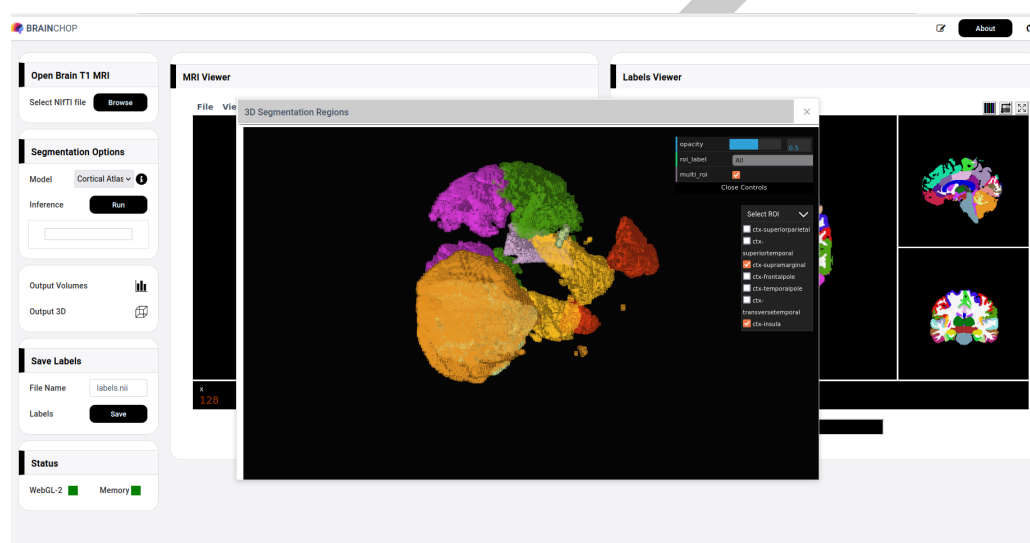 BRAINCHOP
About
Open Brain T1 MRI
Select NIfTI file
Browse
Segmentation Options
Model
Cortical Atlas
Inference
Run
Output Volumes
Output 3D
Save Labels
File Name
labels.nii
Labels
Save
Status
WebGL-2
Memory
MRI Viewer
File
Vie
x
128
Labels Viewer
3D Segmentation Regions
×
opacity
0.5
roi_label
All
multi_roi
Close Controls
Select ROI
ctx-superiorparietal
ctx-
superiortemporal
ctx-supramarginal
ctx-frontalpole
ctx-temporalpole
ctx-
transversetemporal
ctx-insula